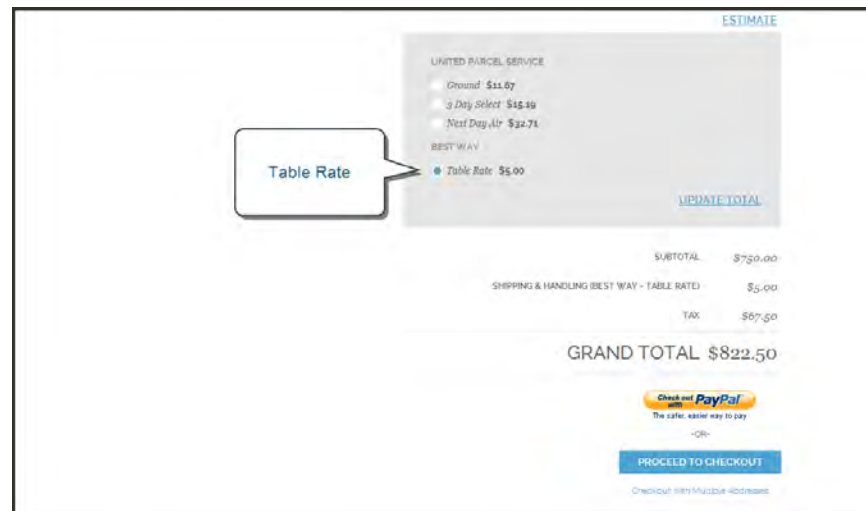 ESTIMATE
UNITED PARCEL SERVICE
Ground $11.67
3 Day Select $15.19
Next Day Air $32.71
BEST WAY
Table Rate
Table Rate $5.00
UPDATE TOTAL
SUBTOTAL $750.00
SHIPPING & HANDLING (BEST WAY - TABLE RATE) $5.00
TAX $67.50
GRAND TOTAL $822.50
Check out with PayPal
The safer, easier way to pay
-OR-
PROCEED TO CHECKOUT
Checkout with Multiple Addresses